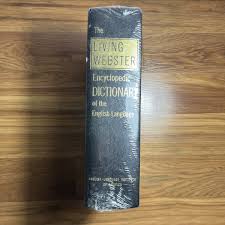 The
LIVING
WEBSTER
Encyclopedic
DICTIONARY
of the
English Language